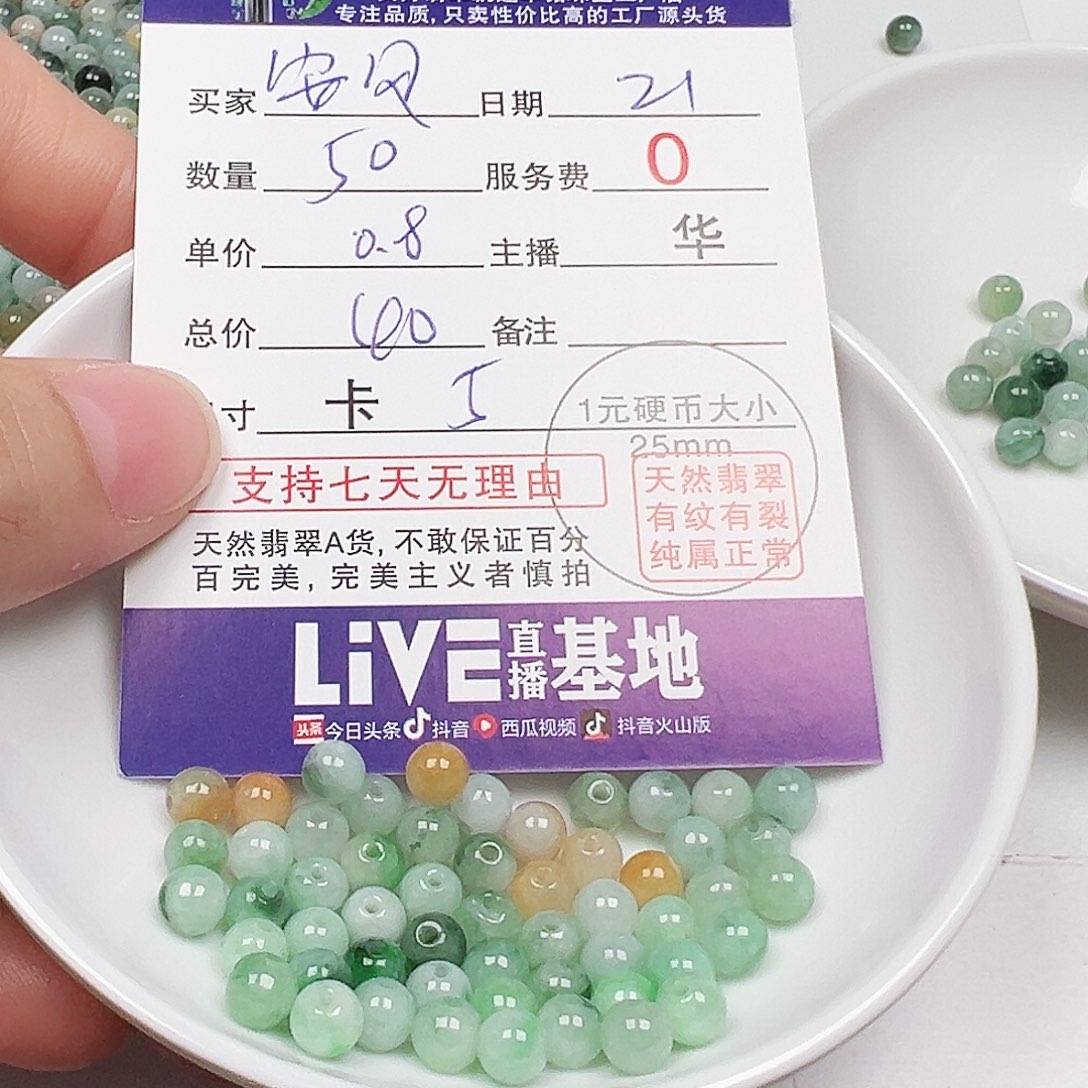 专注品质,只卖性价比高的工厂源头货
买家 日期 21
数量 50 服务费 0
单价 0.8 主播 华
总价 备注
寸 卡 5 1元硬币大小
25mm
支持七天无理由
天然翡翠
有纹有裂
纯属正常
天然翡翠A货,不敢保证百分
百完美,完美主义者慎拍
LiVE直播基地
头条 今日头条 抖音 西瓜视频 抖音火山版